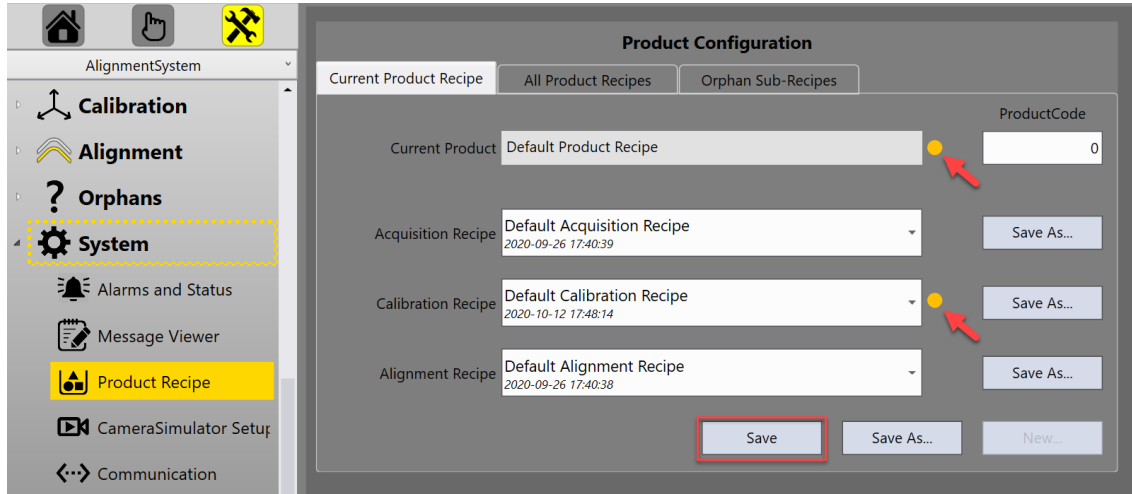 AlignmentSystem
Calibration
Alignment
Orphans
System
Alarms and Status
Message Viewer
Product Recipe
CameraSimulator Setup
Communication
Product Configuration
Current Product Recipe
All Product Recipes
Orphan Sub-Recipes
ProductCode
Current Product
Default Product Recipe
0
Acquisition Recipe
Default Acquisition Recipe
2020-09-26 17:40:39
Save As...
Calibration Recipe
Default Calibration Recipe
2020-10-12 17:48:14
Save As...
Alignment Recipe
Default Alignment Recipe
2020-09-26 17:40:38
Save As...
Save
Save As...
New...